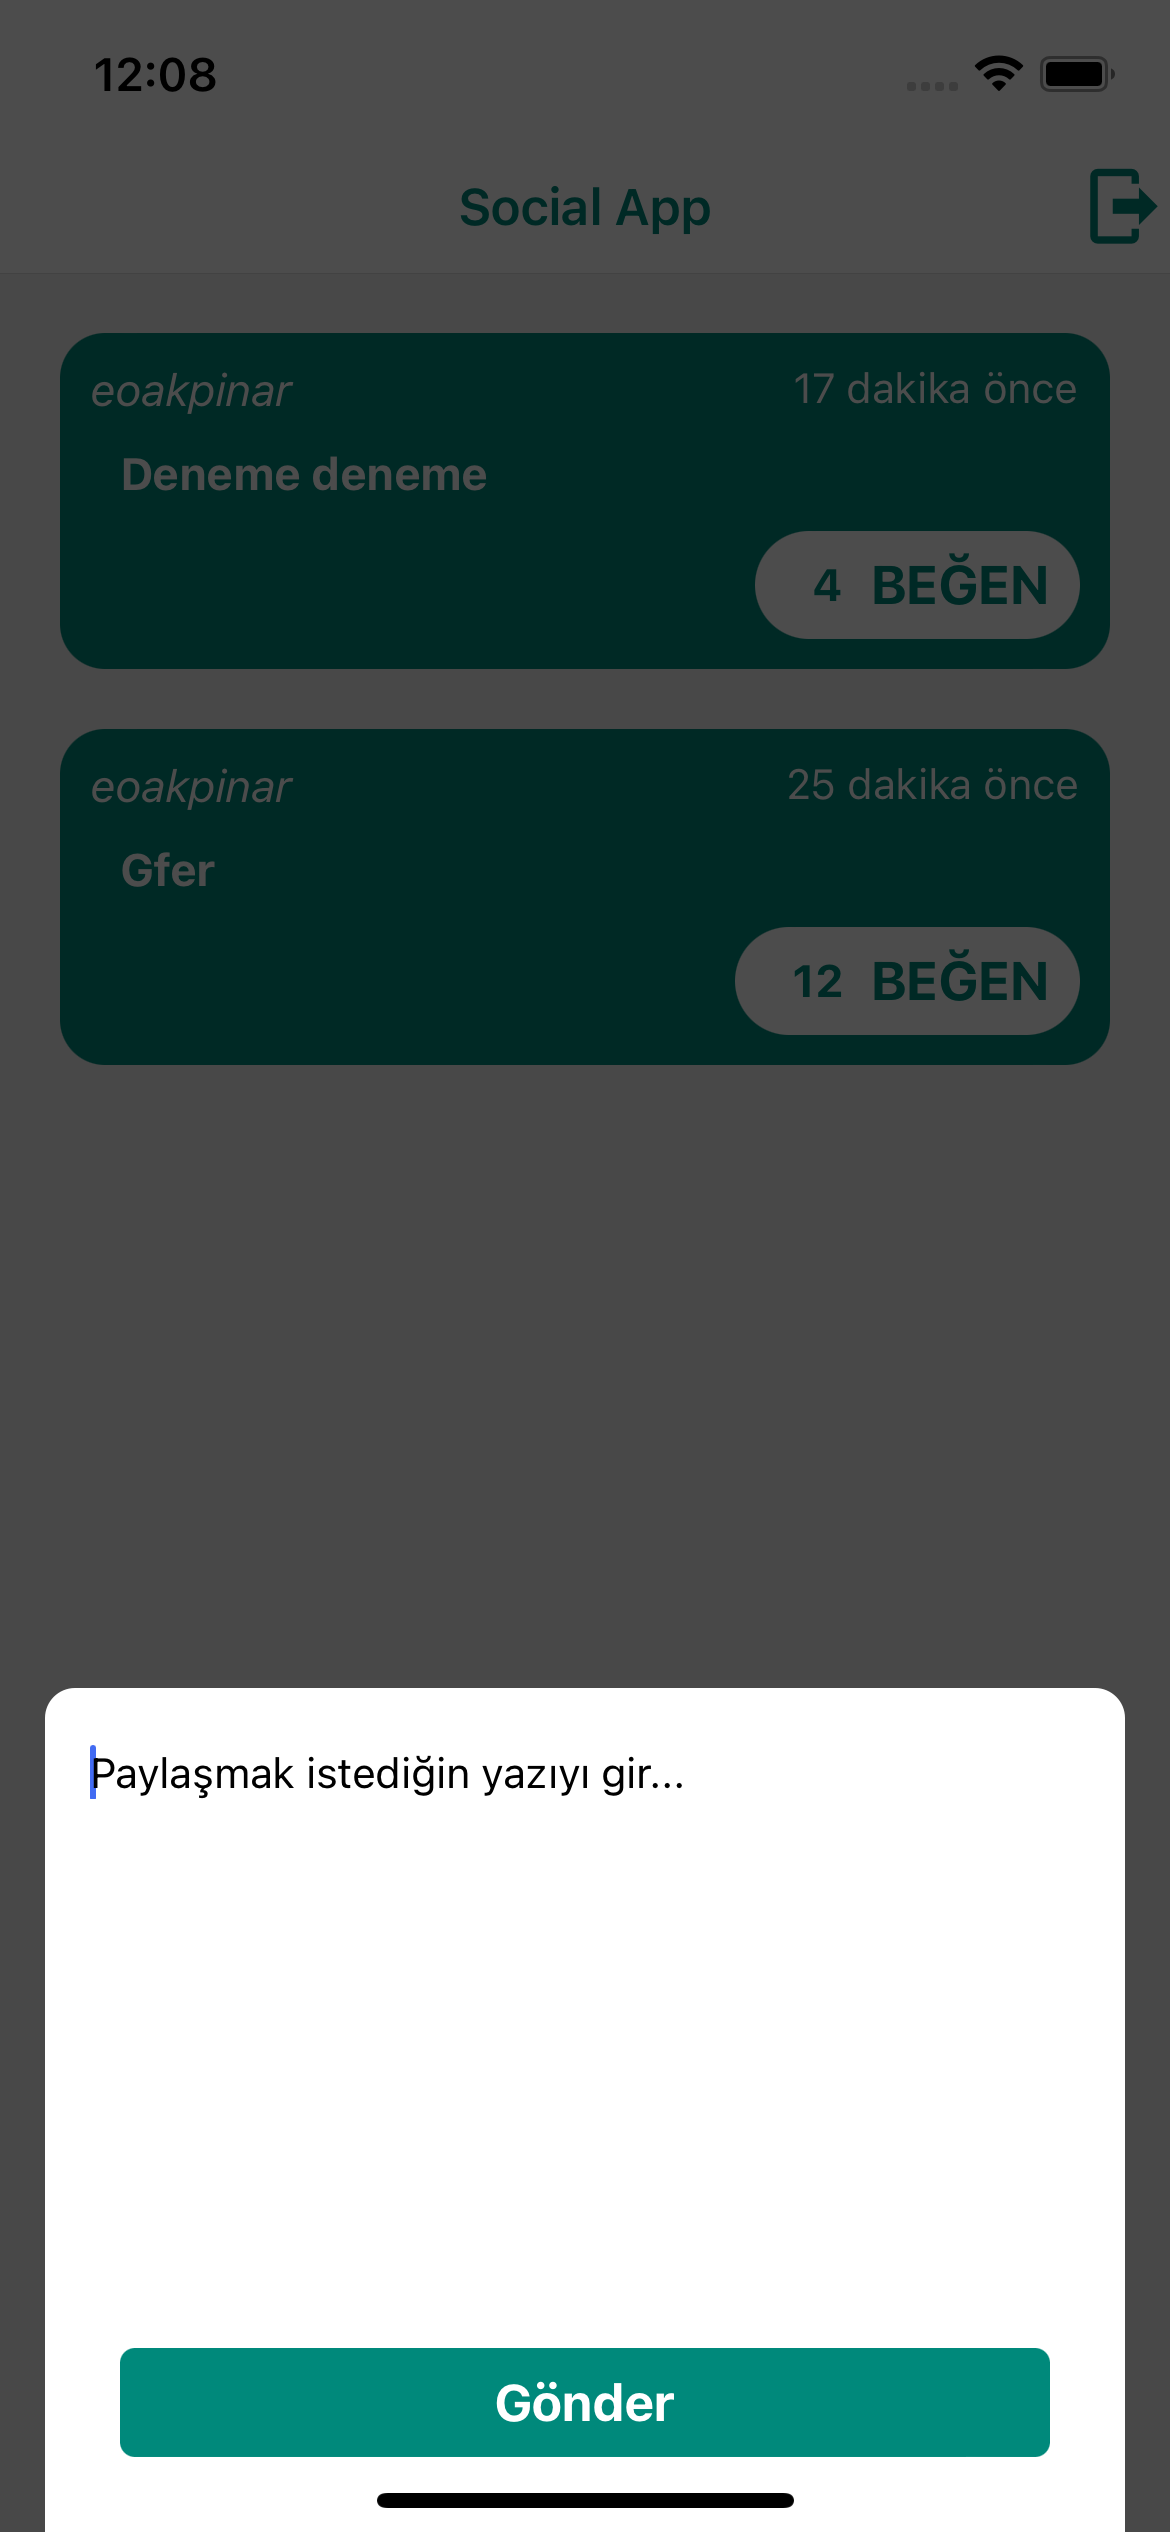 12:08
Social App
eoakpinar 17 dakika önce
Deneme deneme
4 BEĞEN
eoakpinar 25 dakika önce
Gfer
12 BEĞEN
Paylaşmak istediğin yazıyı gir...
Gönder